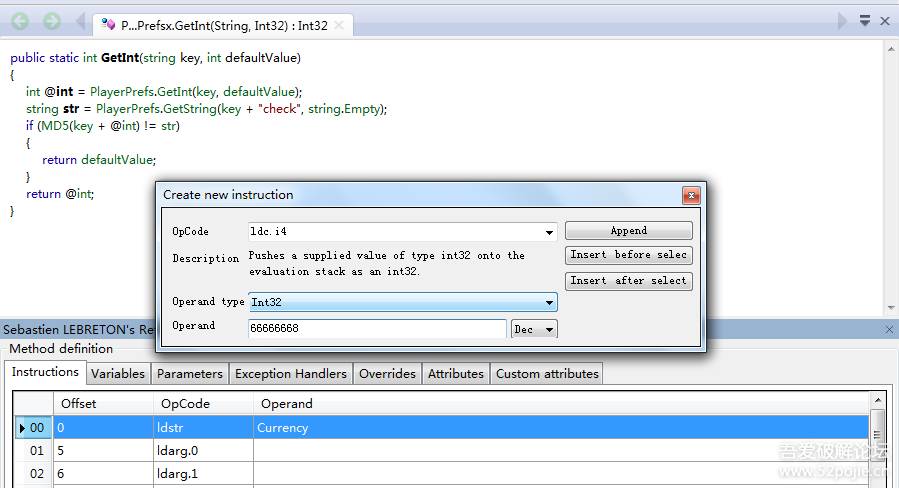 P...Prefsx.GetInt(String, Int32) : Int32
public static int GetInt(string key, int defaultValue)
{
int @int = PlayerPrefs.GetInt(key, defaultValue);
string str = PlayerPrefs.GetString(key + "check", string.Empty);
if (MD5(key + @int) != str)
{
return defaultValue;
}
return @int;
}
Create new instruction
OpCode ldc.i4 Append
Description Pushes a supplied value of type int32 onto the Insert before selec
evaluation stack as an int32. Insert after select
Operand type Int32
Operand 66666668 Dec
Sebastien LEBRETON's Re
Method definition
Instructions Variables Parameters Exception Handlers Overrides Attributes Custom attributes
Offset OpCode Operand
00 0 ldstr Currency
01 5 ldarg.0
02 6 ldarg.1
吾爱破解论坛
www.52pojie.cn